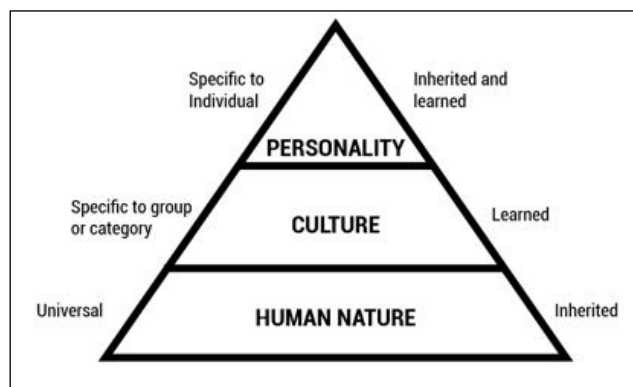 Specific to
Individual
Inherited and
learned
PERSONALITY
Specific to group
or category
CULTURE
Learned
Universal
HUMAN NATURE
Inherited